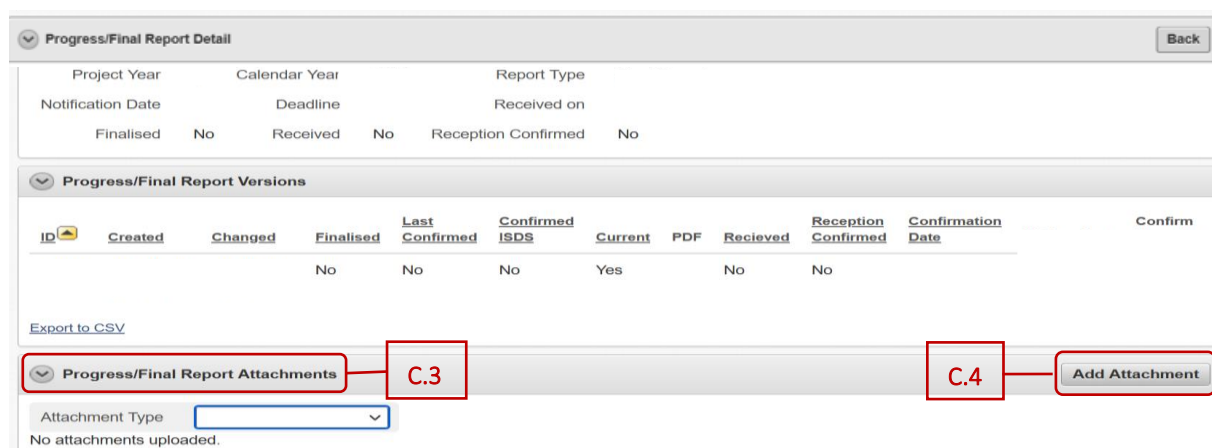 Progress/Final Report Detail Back
Project Year Calendar Year Report Type
Notification Date Deadline Received on
Finalised No Received No Reception Confirmed No
Progress/Final Report Versions
ID Created Changed Finalised Last Confirmed Confirmed ISDS Current PDF Recieved Reception Confirmed Confirmation Date Confirm
No No No Yes No No
Export to CSV
Progress/Final Report Attachments C.3 C.4 Add Attachment
Attachment Type
No attachments uploaded.